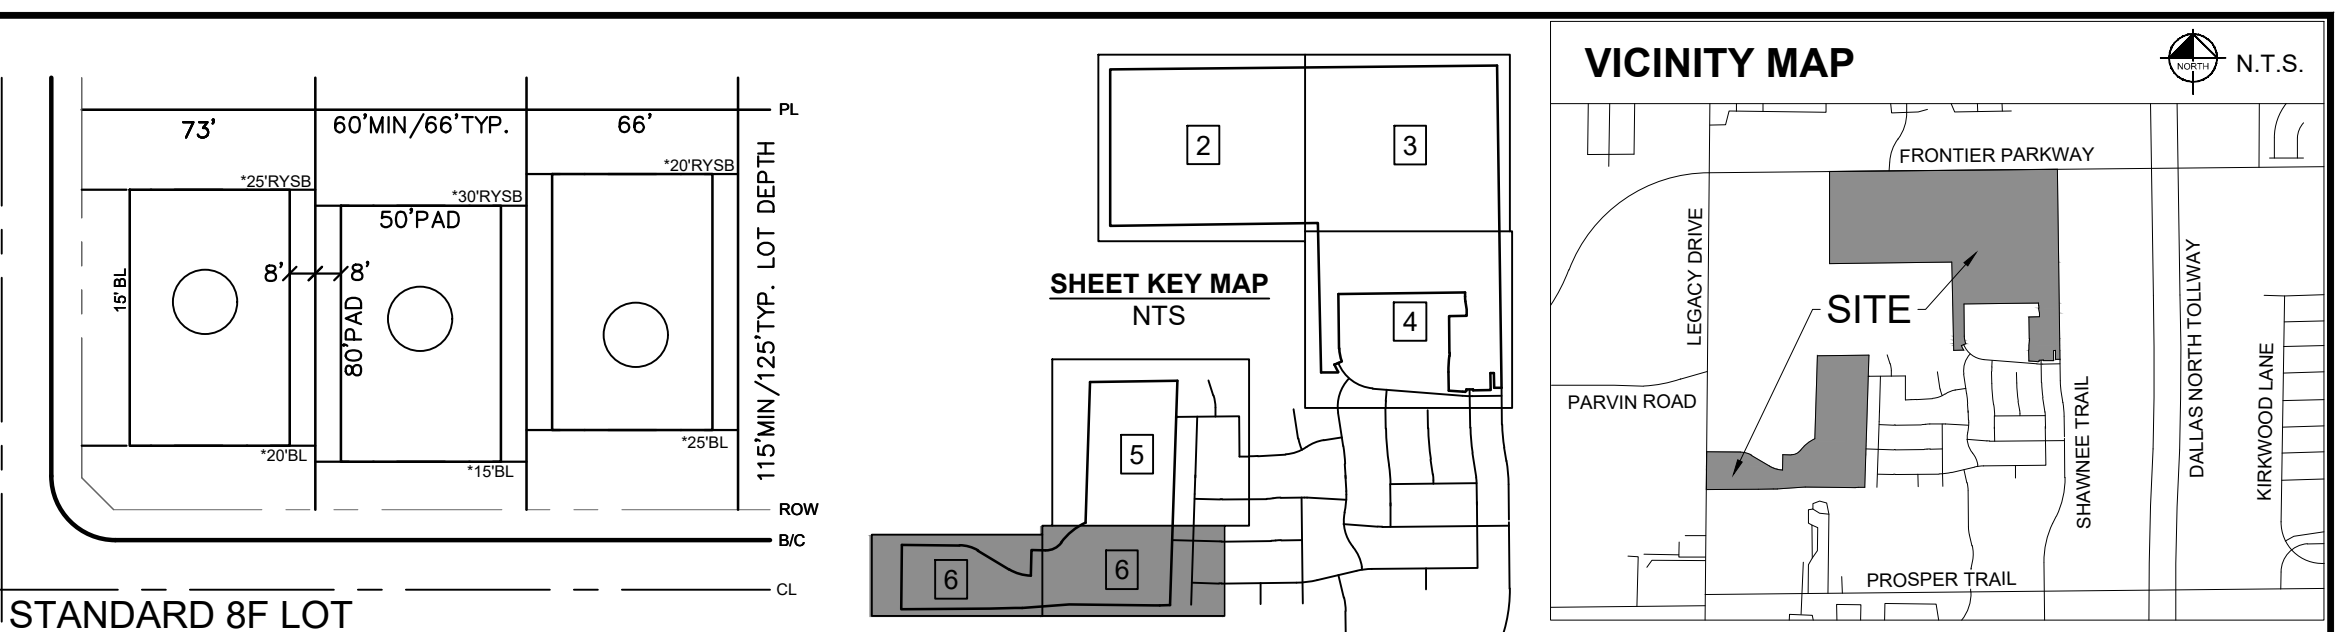 PL
73'
60'MIN/66'TYP.
66'
*25'RYSB
*30'RYSB
*20'RYSB
50'PAD
8'
8'
15' BL
80'PAD
115'MIN/125'TYP. LOT DEPTH
*20'BL
*15'BL
*25'BL
ROW
B/C
CL
STANDARD 8F LOT
2
3
SHEET KEY MAP
NTS
4
5
6
6
VICINITY MAP
NORTH
N.T.S.
FRONTIER PARKWAY
LEGACY DRIVE
SITE
DALLAS NORTH TOLLWAY
KIRKWOOD LANE
PARVIN ROAD
SHAWNEE TRAIL
PROSPER TRAIL